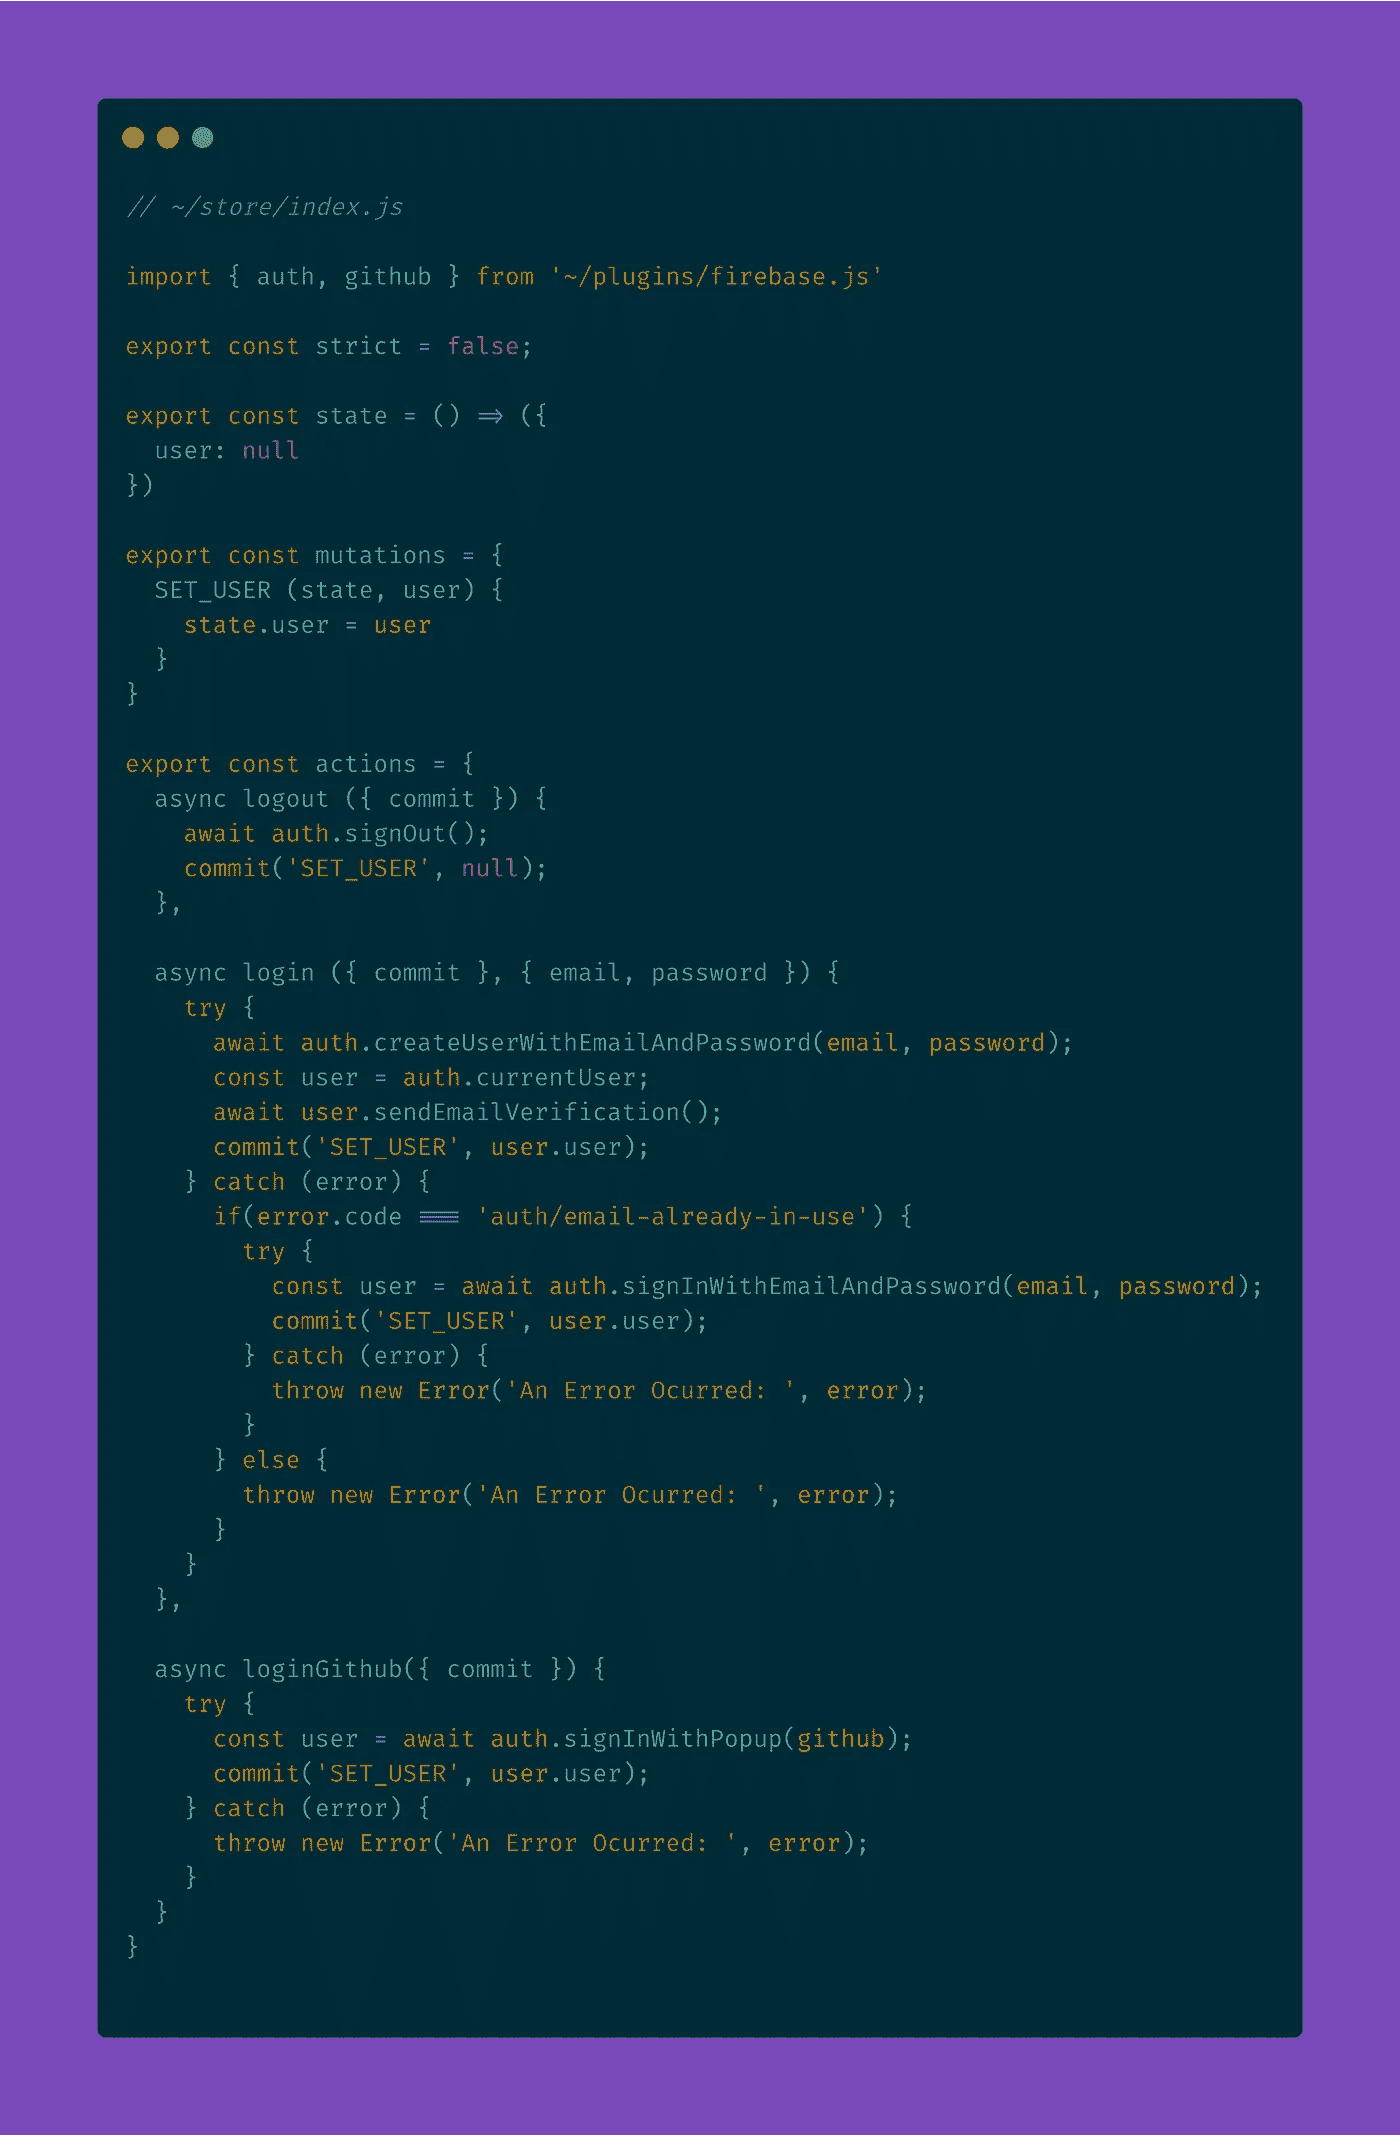 // ~/store/index.js
import { auth, github } from '~/plugins/firebase.js'
export const strict = false;
export const state = () => ({
  user: null
})
export const mutations = {
  SET_USER (state, user) {
    state.user = user
  }
}
export const actions = {
  async logout ({ commit }) {
    await auth.signOut();
    commit('SET_USER', null);
  },
  async login ({ commit }, { email, password }) {
    try {
      await auth.createUserWithEmailAndPassword(email, password);
      const user = auth.currentUser;
      await user.sendEmailVerification();
      commit('SET_USER', user.user);
    } catch (error) {
      if(error.code === 'auth/email-already-in-use') {
        try {
          const user = await auth.signInWithEmailAndPassword(email, password);
          commit('SET_USER', user.user);
        } catch (error) {
          throw new Error('An Error Ocurred: ', error);
        }
      } else {
        throw new Error('An Error Ocurred: ', error);
      }
    }
  },
  async loginGithub({ commit }) {
    try {
      const user = await auth.signInWithPopup(github);
      commit('SET_USER', user.user);
    } catch (error) {
      throw new Error('An Error Ocurred: ', error);
    }
  }
}